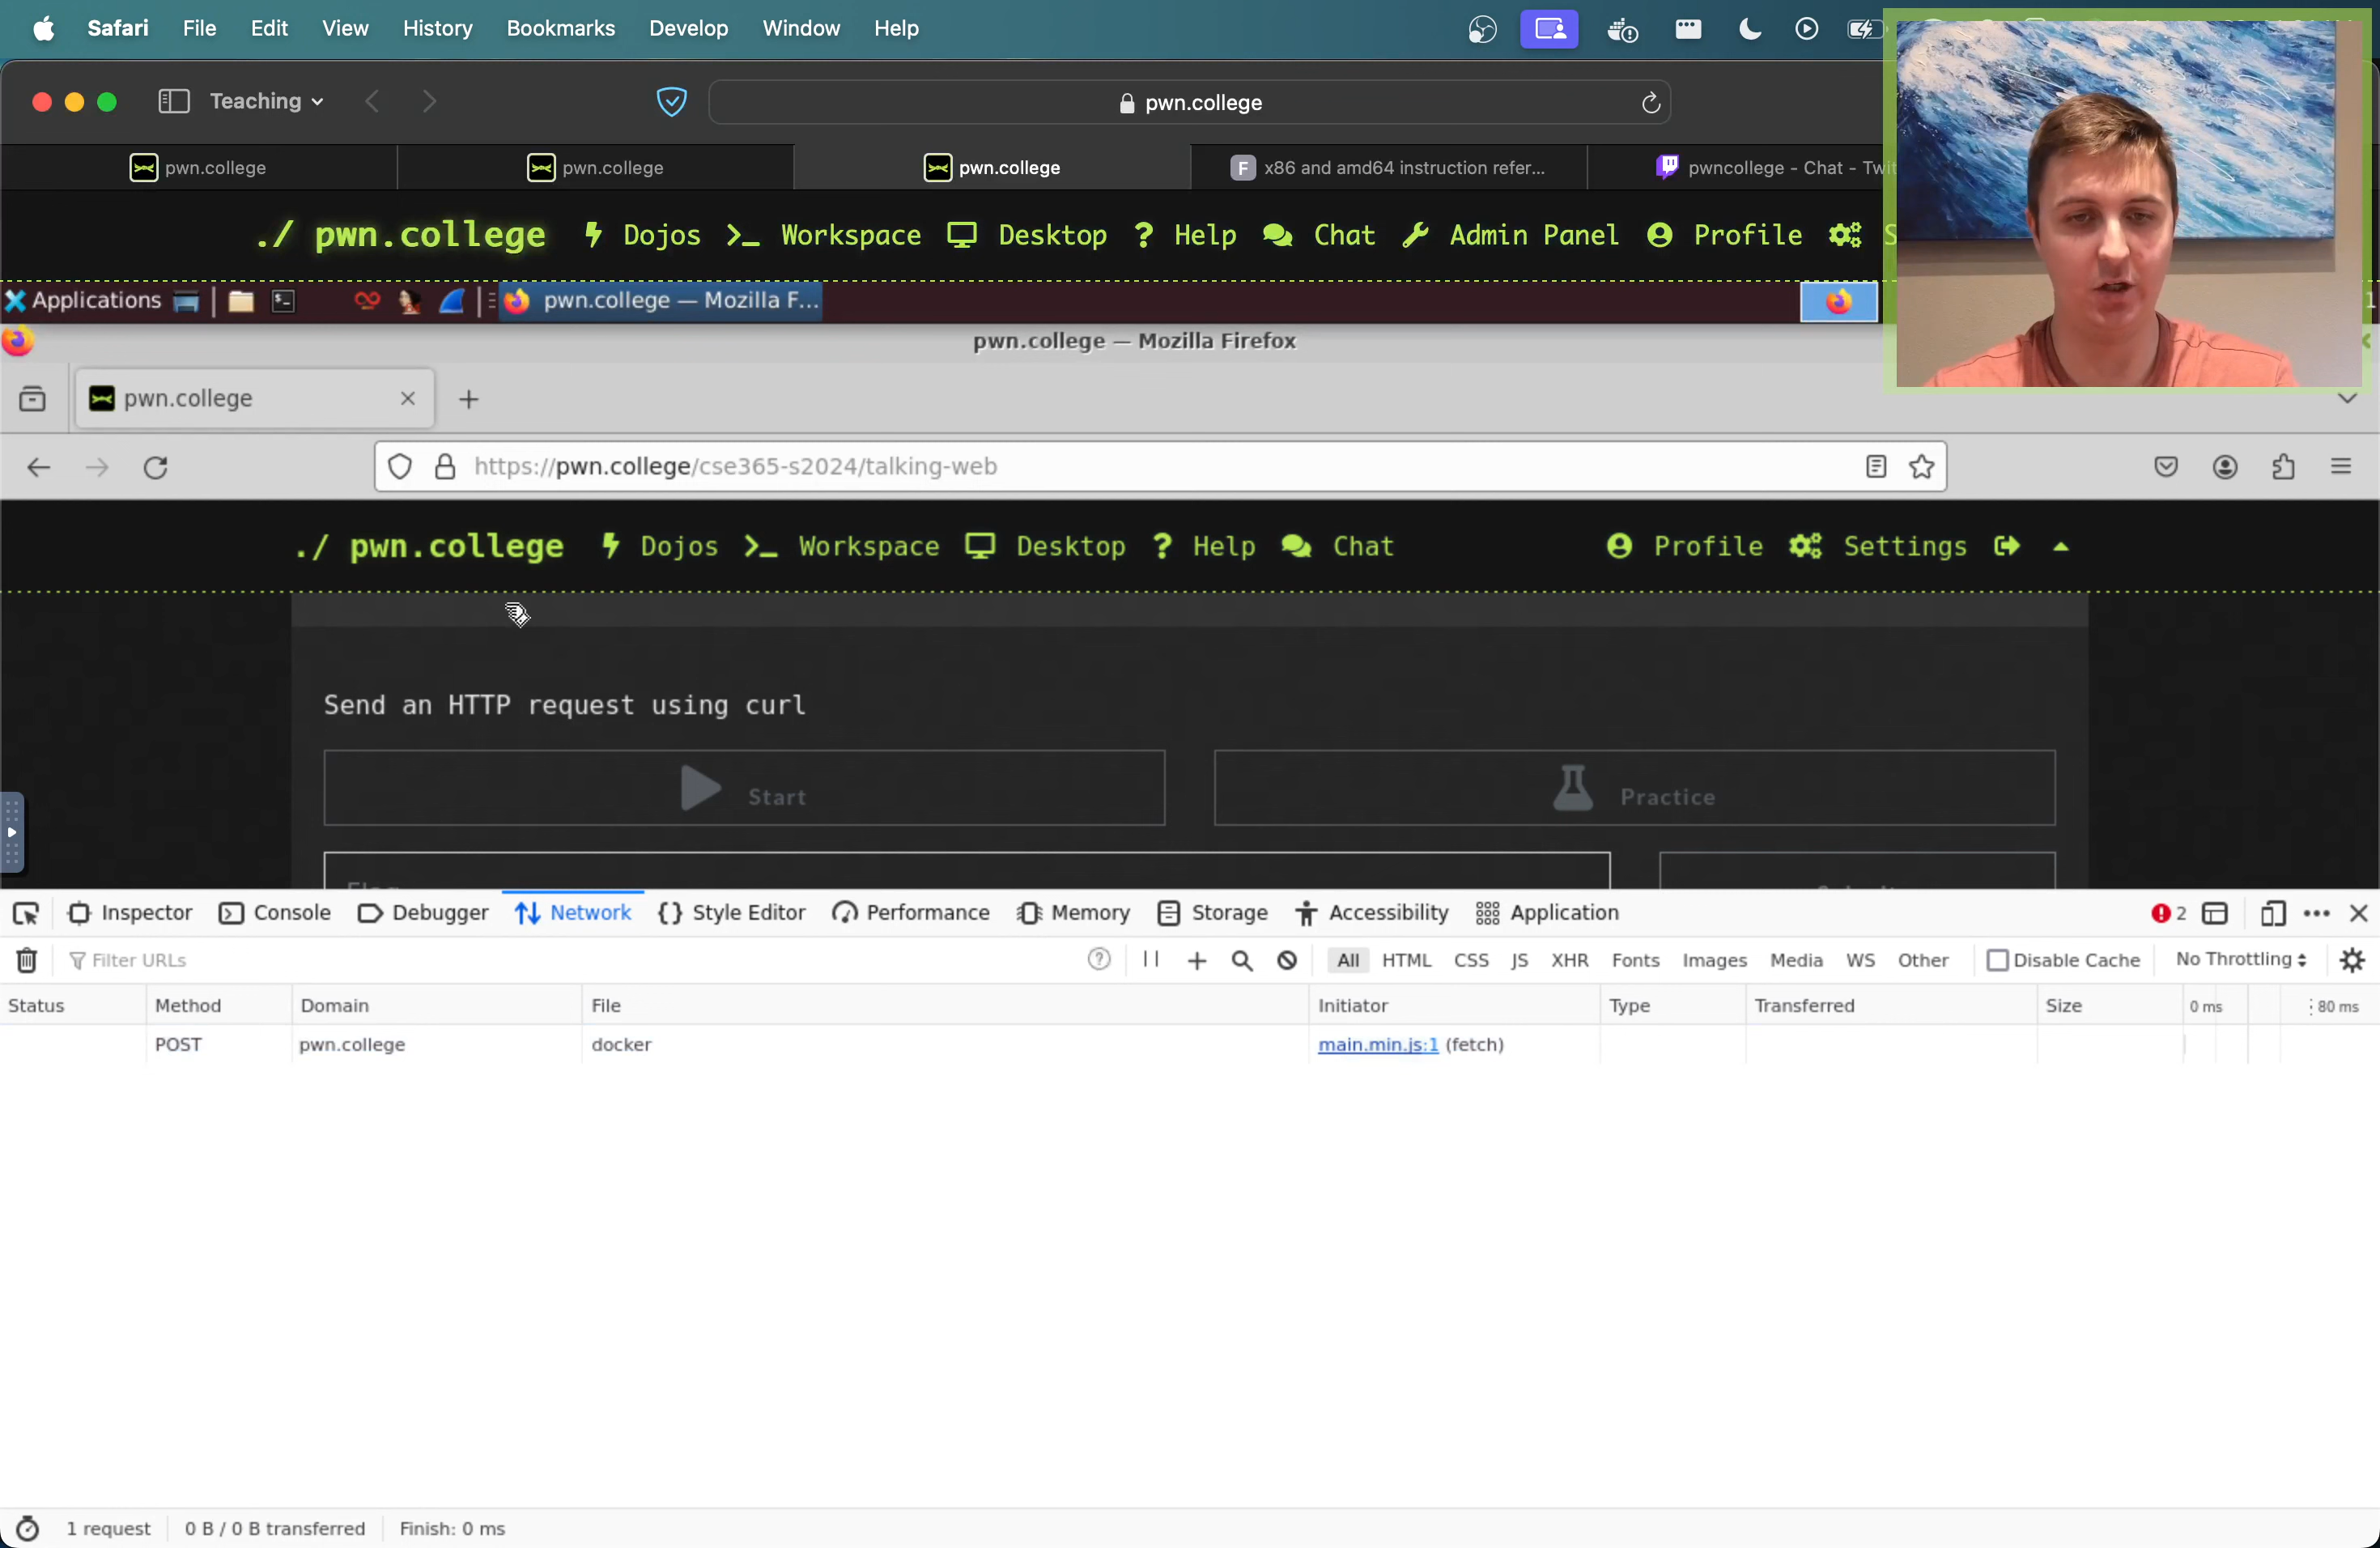 Safari File Edit View History Bookmarks Develop Window Help
Teaching
pwn.college
pwn.college
pwn.college
pwn.college
F x86 and amd64 instruction refer...
pwncollege - Chat - Twit
./ pwn.college Dojos Workspace Desktop Help Chat Admin Panel Profile S
Applications pwn.college — Mozilla F...
pwn.college — Mozilla Firefox
pwn.college
https://pwn.college/cse365-s2024/talking-web
./ pwn.college Dojos Workspace Desktop Help Chat Profile Settings
Send an HTTP request using curl
Start Practice
Inspector Console Debugger Network Style Editor Performance Memory Storage Accessibility Application 2
Filter URLs All HTML CSS JS XHR Fonts Images Media WS Other Disable Cache No Throttling
Status Method Domain File Initiator Type Transferred Size 0 ms 80 ms
POST pwn.college docker main.min.js:1 (fetch)
1 request 0 B / 0 B transferred Finish: 0 ms